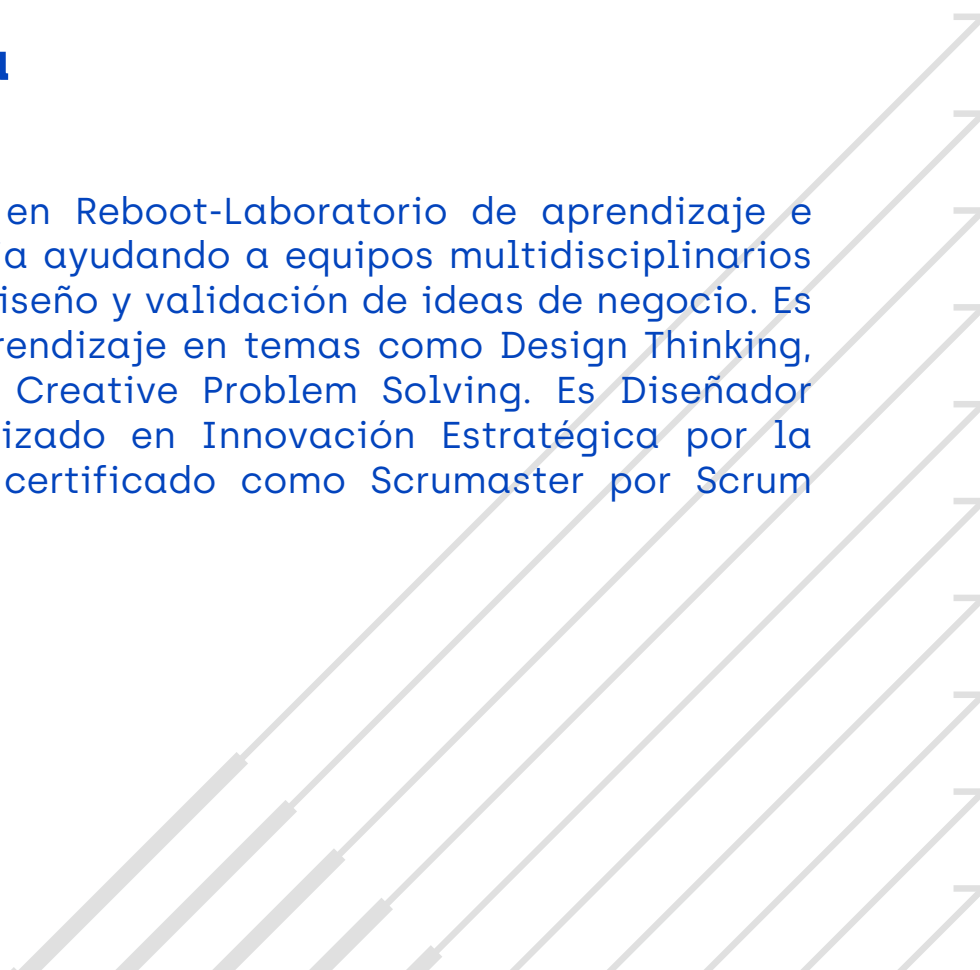 en Reboot-Laboratorio de aprendizaje e
a ayudando a equipos multidisciplinarios
iseño y validación de ideas de negocio. Es
rendizaje en temas como Design Thinking,
Creative Problem Solving. Es Diseñador
izado en Innovación Estratégica por la
certificado como Scrumaster por Scrum